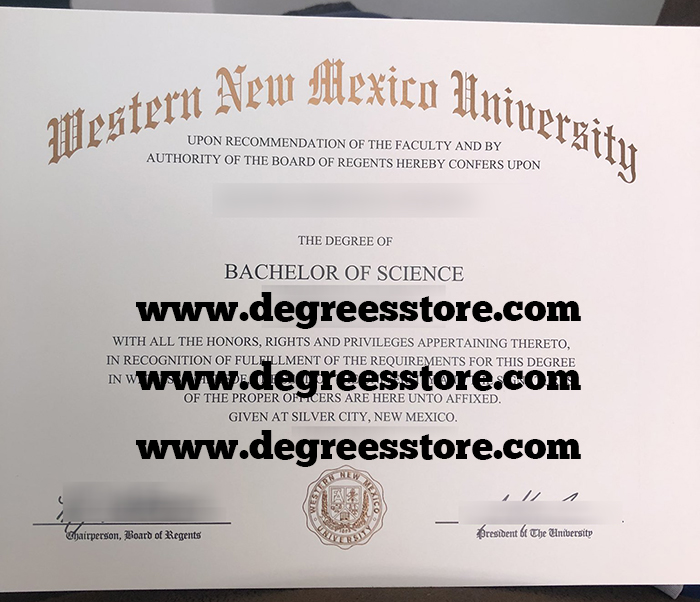 Western New Mexico University
UPON RECOMMENDATION OF THE FACULTY AND BY
AUTHORITY OF THE BOARD OF REGENTS HEREBY CONFERS UPON
THE DEGREE OF
BACHELOR OF SCIENCE
www.degreesstore.com
WITH ALL THE HONORS, RIGHTS AND PRIVILEGES APPERTAINING THERETO,
IN RECOGNITION OF FULFILLMENT OF THE REQUIREMENTS FOR THIS DEGREE
IN
www.degreesstore.com
OF THE PROPER OFFICERS ARE HERE UNTO AFFIXED.
GIVEN AT SILVER CITY, NEW MEXICO.
www.degreesstore.com
WESTERN NEW MEXICO
UNIVERSITY
Chairperson, Board of Regents
President of The University